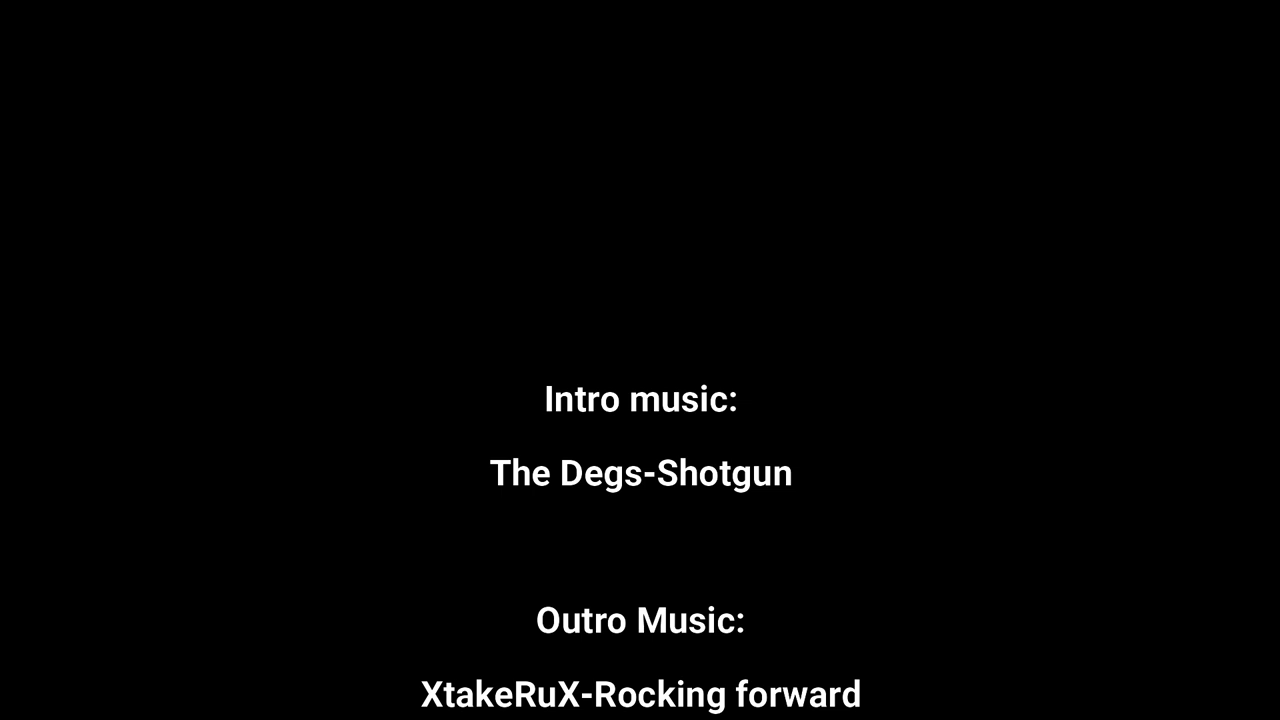 Intro music:
The Degs-Shotgun
Outro Music:
XtakeRuX-Rocking forward